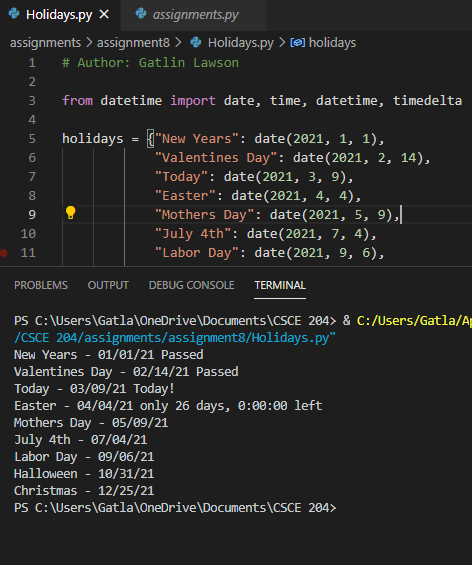 Holidays.py × assignments.py
assignments > assignment8 > Holidays.py > holidays
1 # Author: Gatlin Lawson
2
3 from datetime import date, time, datetime, timedelta
4
5 holidays = {"New Years": date(2021, 1, 1),
6 "Valentines Day": date(2021, 2, 14),
7 "Today": date(2021, 3, 9),
8 "Easter": date(2021, 4, 4),
9 "Mothers Day": date(2021, 5, 9),
10 "July 4th": date(2021, 7, 4),
11 "Labor Day": date(2021, 9, 6),
PROBLEMS OUTPUT DEBUG CONSOLE TERMINAL
PS C:\Users\Gatla\OneDrive\Documents\CSCE 204> & C:/Users/Gatla/Ap
/CSCE 204/assignments/assignment8/Holidays.py"
New Years - 01/01/21 Passed
Valentines Day - 02/14/21 Passed
Today - 03/09/21 Today!
Easter - 04/04/21 only 26 days, 0:00:00 left
Mothers Day - 05/09/21
July 4th - 07/04/21
Labor Day - 09/06/21
Halloween - 10/31/21
Christmas - 12/25/21
PS C:\Users\Gatla\OneDrive\Documents\CSCE 204>